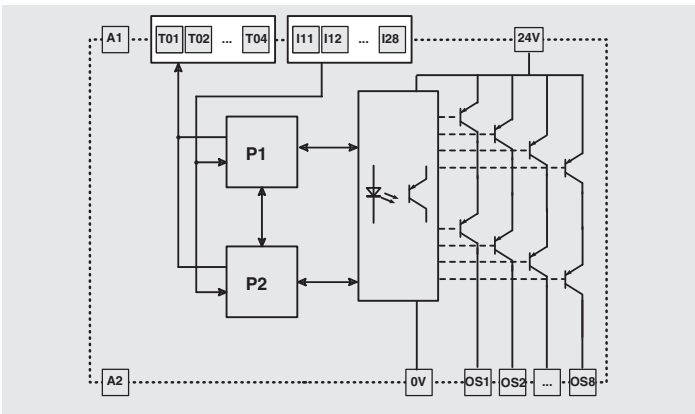 A1 T01 T02 ... T04 I11 I12 ... I28 24V
P1
P2
A2 0V OS1 OS2 ... OS8